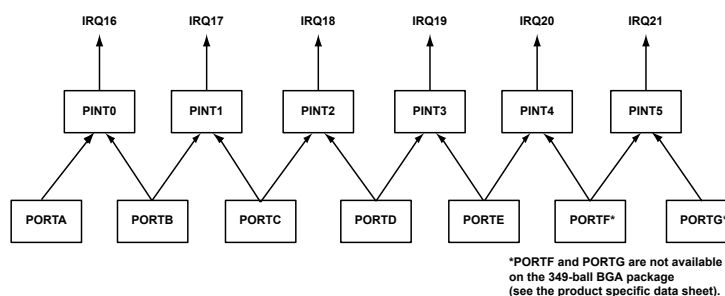 IRQ16 IRQ17 IRQ18 IRQ19 IRQ20 IRQ21
PINT0 PINT1 PINT2 PINT3 PINT4 PINT5
PORTA PORTB PORTC PORTD PORTE PORTF* PORTG*
*PORTF and PORTG are not available
on the 349-ball BGA package
(see the product specific data sheet).